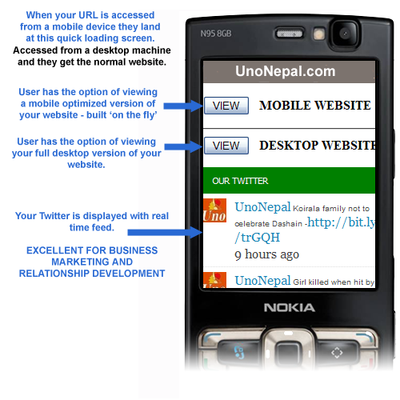 When your URL is accessed
from a mobile device they land
at this quick loading screen.
Accessed from a desktop machine
and they get the normal website.
User has the option of viewing
a mobile optimized version of
your website - built ‘on the fly’
User has the option of viewing
your full desktop version of your
website.
Your Twitter is displayed with real
time feed.
EXCELLENT FOR BUSINESS
MARKETING AND
RELATIONSHIP DEVELOPMENT
N95 8GB
UnoNepal.com
VIEW MOBILE WEBSITE
VIEW DESKTOP WEBSITE
OUR TWITTER
Uno
UnoNepal Koirala family not to
celebrate Dashain -http://bit.ly
/trGQH
9 hours ago
UnoNepal Girl killed when hit by
NOKIA